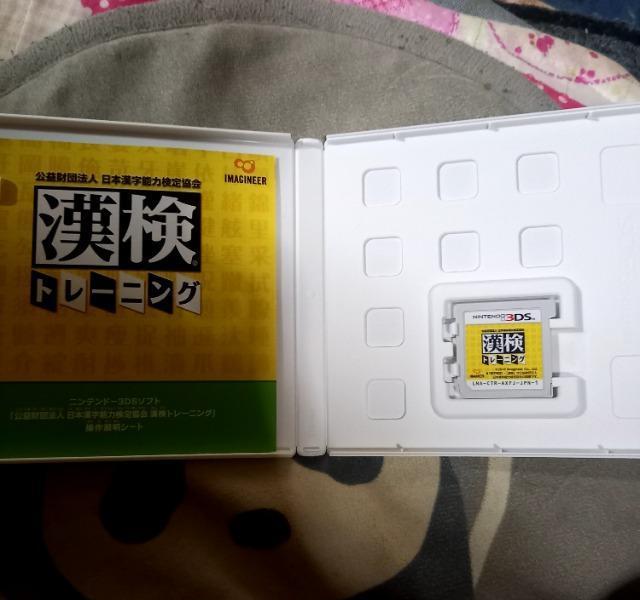 公益財団法人 日本漢字能力検定協会
IMAGINEER
漢検
トレーニング
ニンテンドー3DSソフト
「公益財団法人 日本漢字能力検定協会 漢検トレーニング」
操作説明シート
NINTENDO 3DS
漢検
トレーニング
LNA-CTR-AXPJ-JPN-1